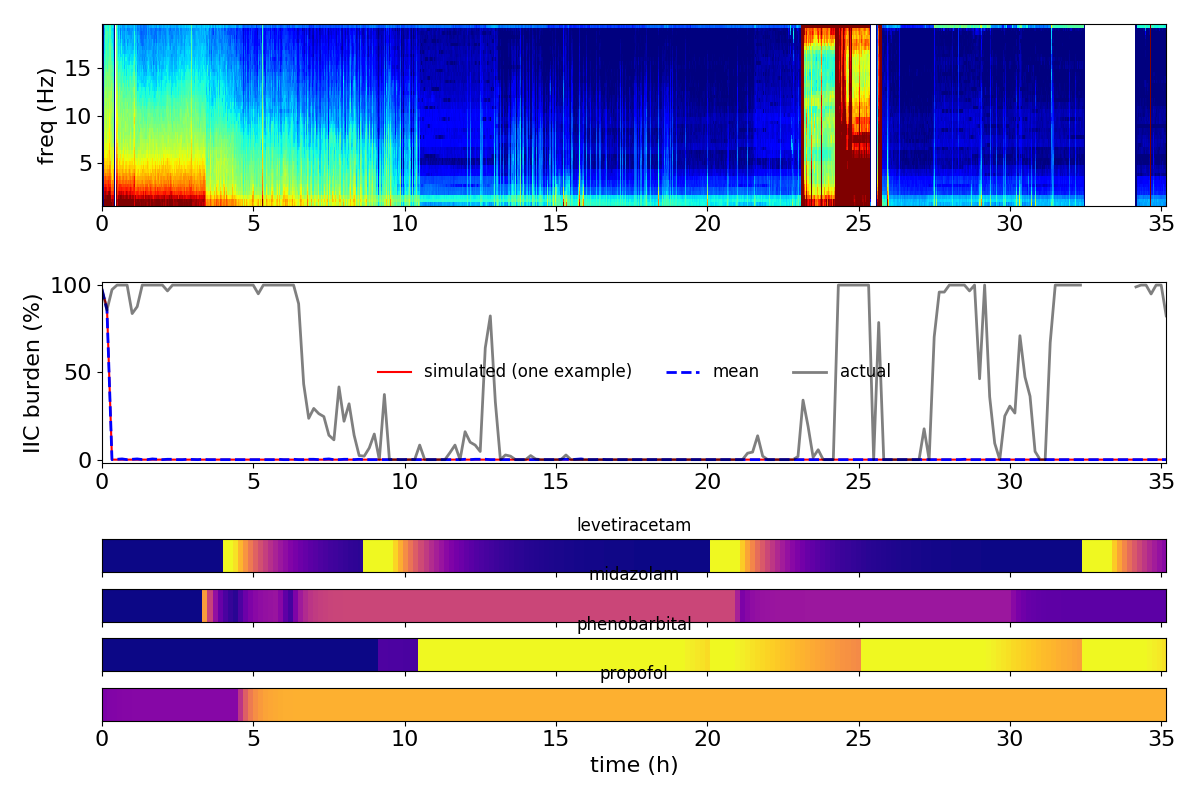 15
10
5
freq (Hz)
0 5 10 15 20 25 30 35
100
50
0
IIC burden (%)
simulated (one example) mean actual
0 5 10 15 20 25 30 35
levetiracetam
midazolam
phenobarbital
propofol
0 5 10 15 20 25 30 35
time (h)